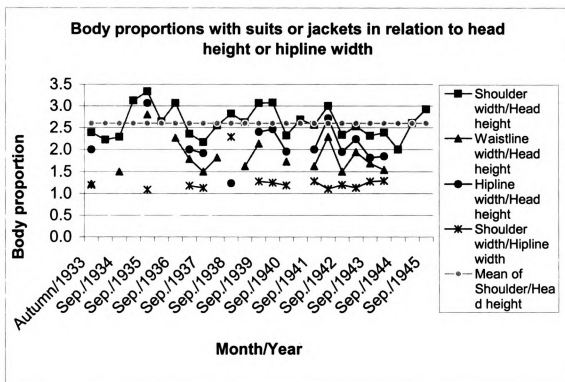 Body proportions with suits or jackets in relation to head
height or hipline width
Body proportion
3.5
3.0
2.5
2.0
1.5
1.0
0.5
0.0
Autumn/1933
Sep./1934
Sep./1935
Sep./1936
Sep./1937
Sep./1938
Sep./1939
Sep./1940
Sep./1941
Sep./1942
Sep./1943
Sep./1944
Sep./1945
Month/Year
Shoulder
width/Head
height
Waistline
width/Head
height
Hipline
width/Head
height
Shoulder
width/Hipline
width
Mean of
Shoulder/Hea
d height